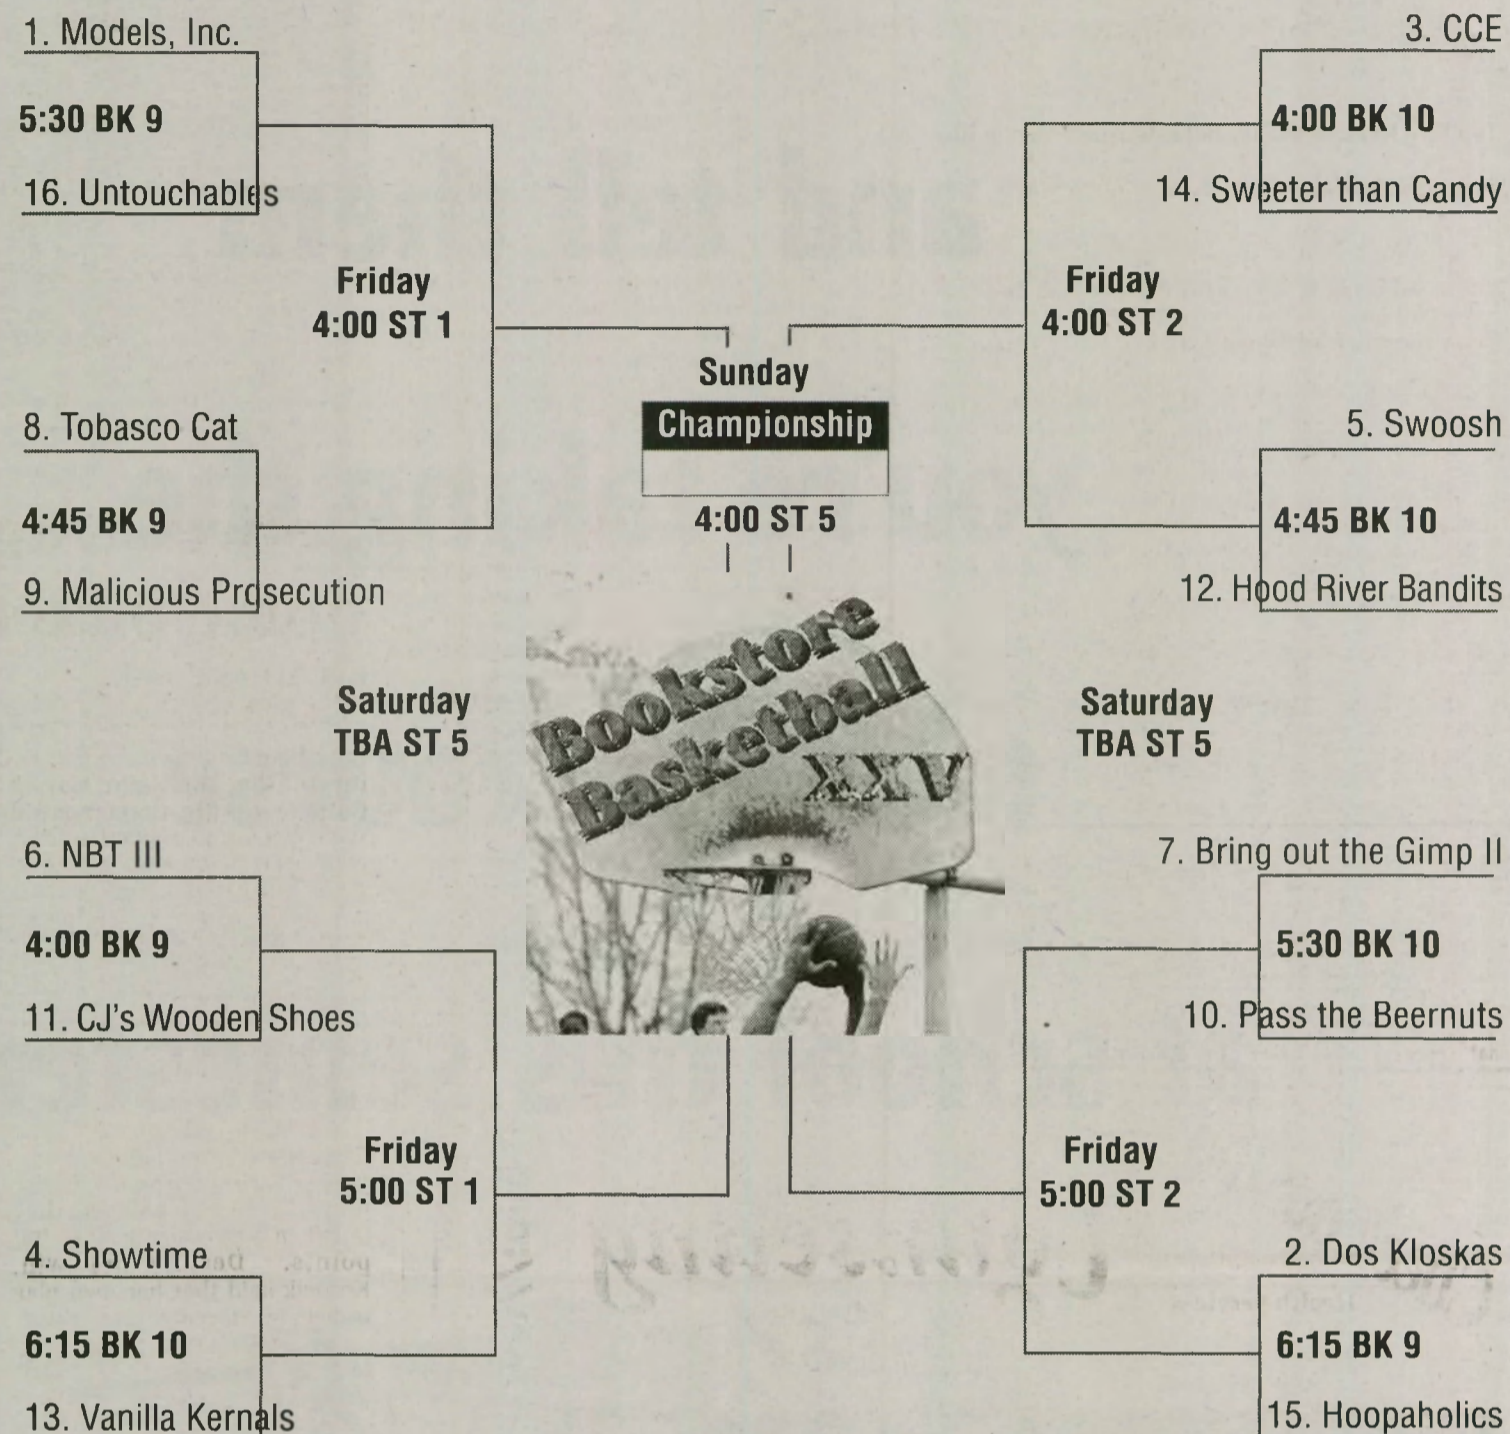 1. Models, Inc.
5:30 BK 9
16. Untouchables
Friday
4:00 ST 1
8. Tobasco Cat
4:45 BK 9
9. Malicious Prosecution
Saturday
TBA ST 5
6. NBT III
4:00 BK 9
11. CJ's Wooden Shoes
Friday
5:00 ST 1
4. Showtime
6:15 BK 10
13. Vanilla Kernals
Sunday
Championship
4:00 ST 5
Bookstore
Basketball
XXV
3. CCE
4:00 BK 10
14. Sweeter than Candy
Friday
4:00 ST 2
5. Swoosh
4:45 BK 10
12. Hood River Bandits
Saturday
TBA ST 5
7. Bring out the Gimp II
5:30 BK 10
10. Pass the Beernuts
Friday
5:00 ST 2
2. Dos Kloskas
6:15 BK 9
15. Hoopaholics